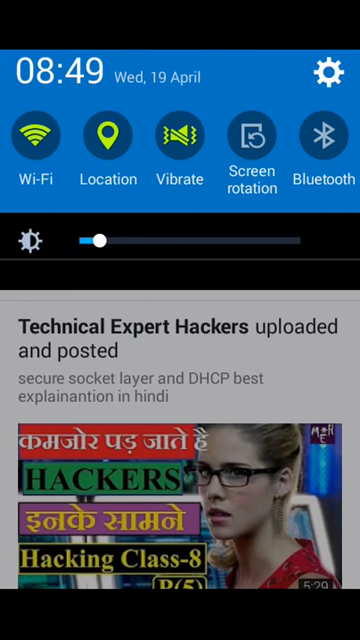 08:49 Wed, 19 April
Wi-Fi Location Vibrate Screen rotation Bluetooth
Technical Expert Hackers uploaded
and posted
secure socket layer and DHCP best
explainantion in hindi
कमजोर पड़ जाते है
HACKERS
इनके सामने
Hacking Class-8
P(5)
5:29